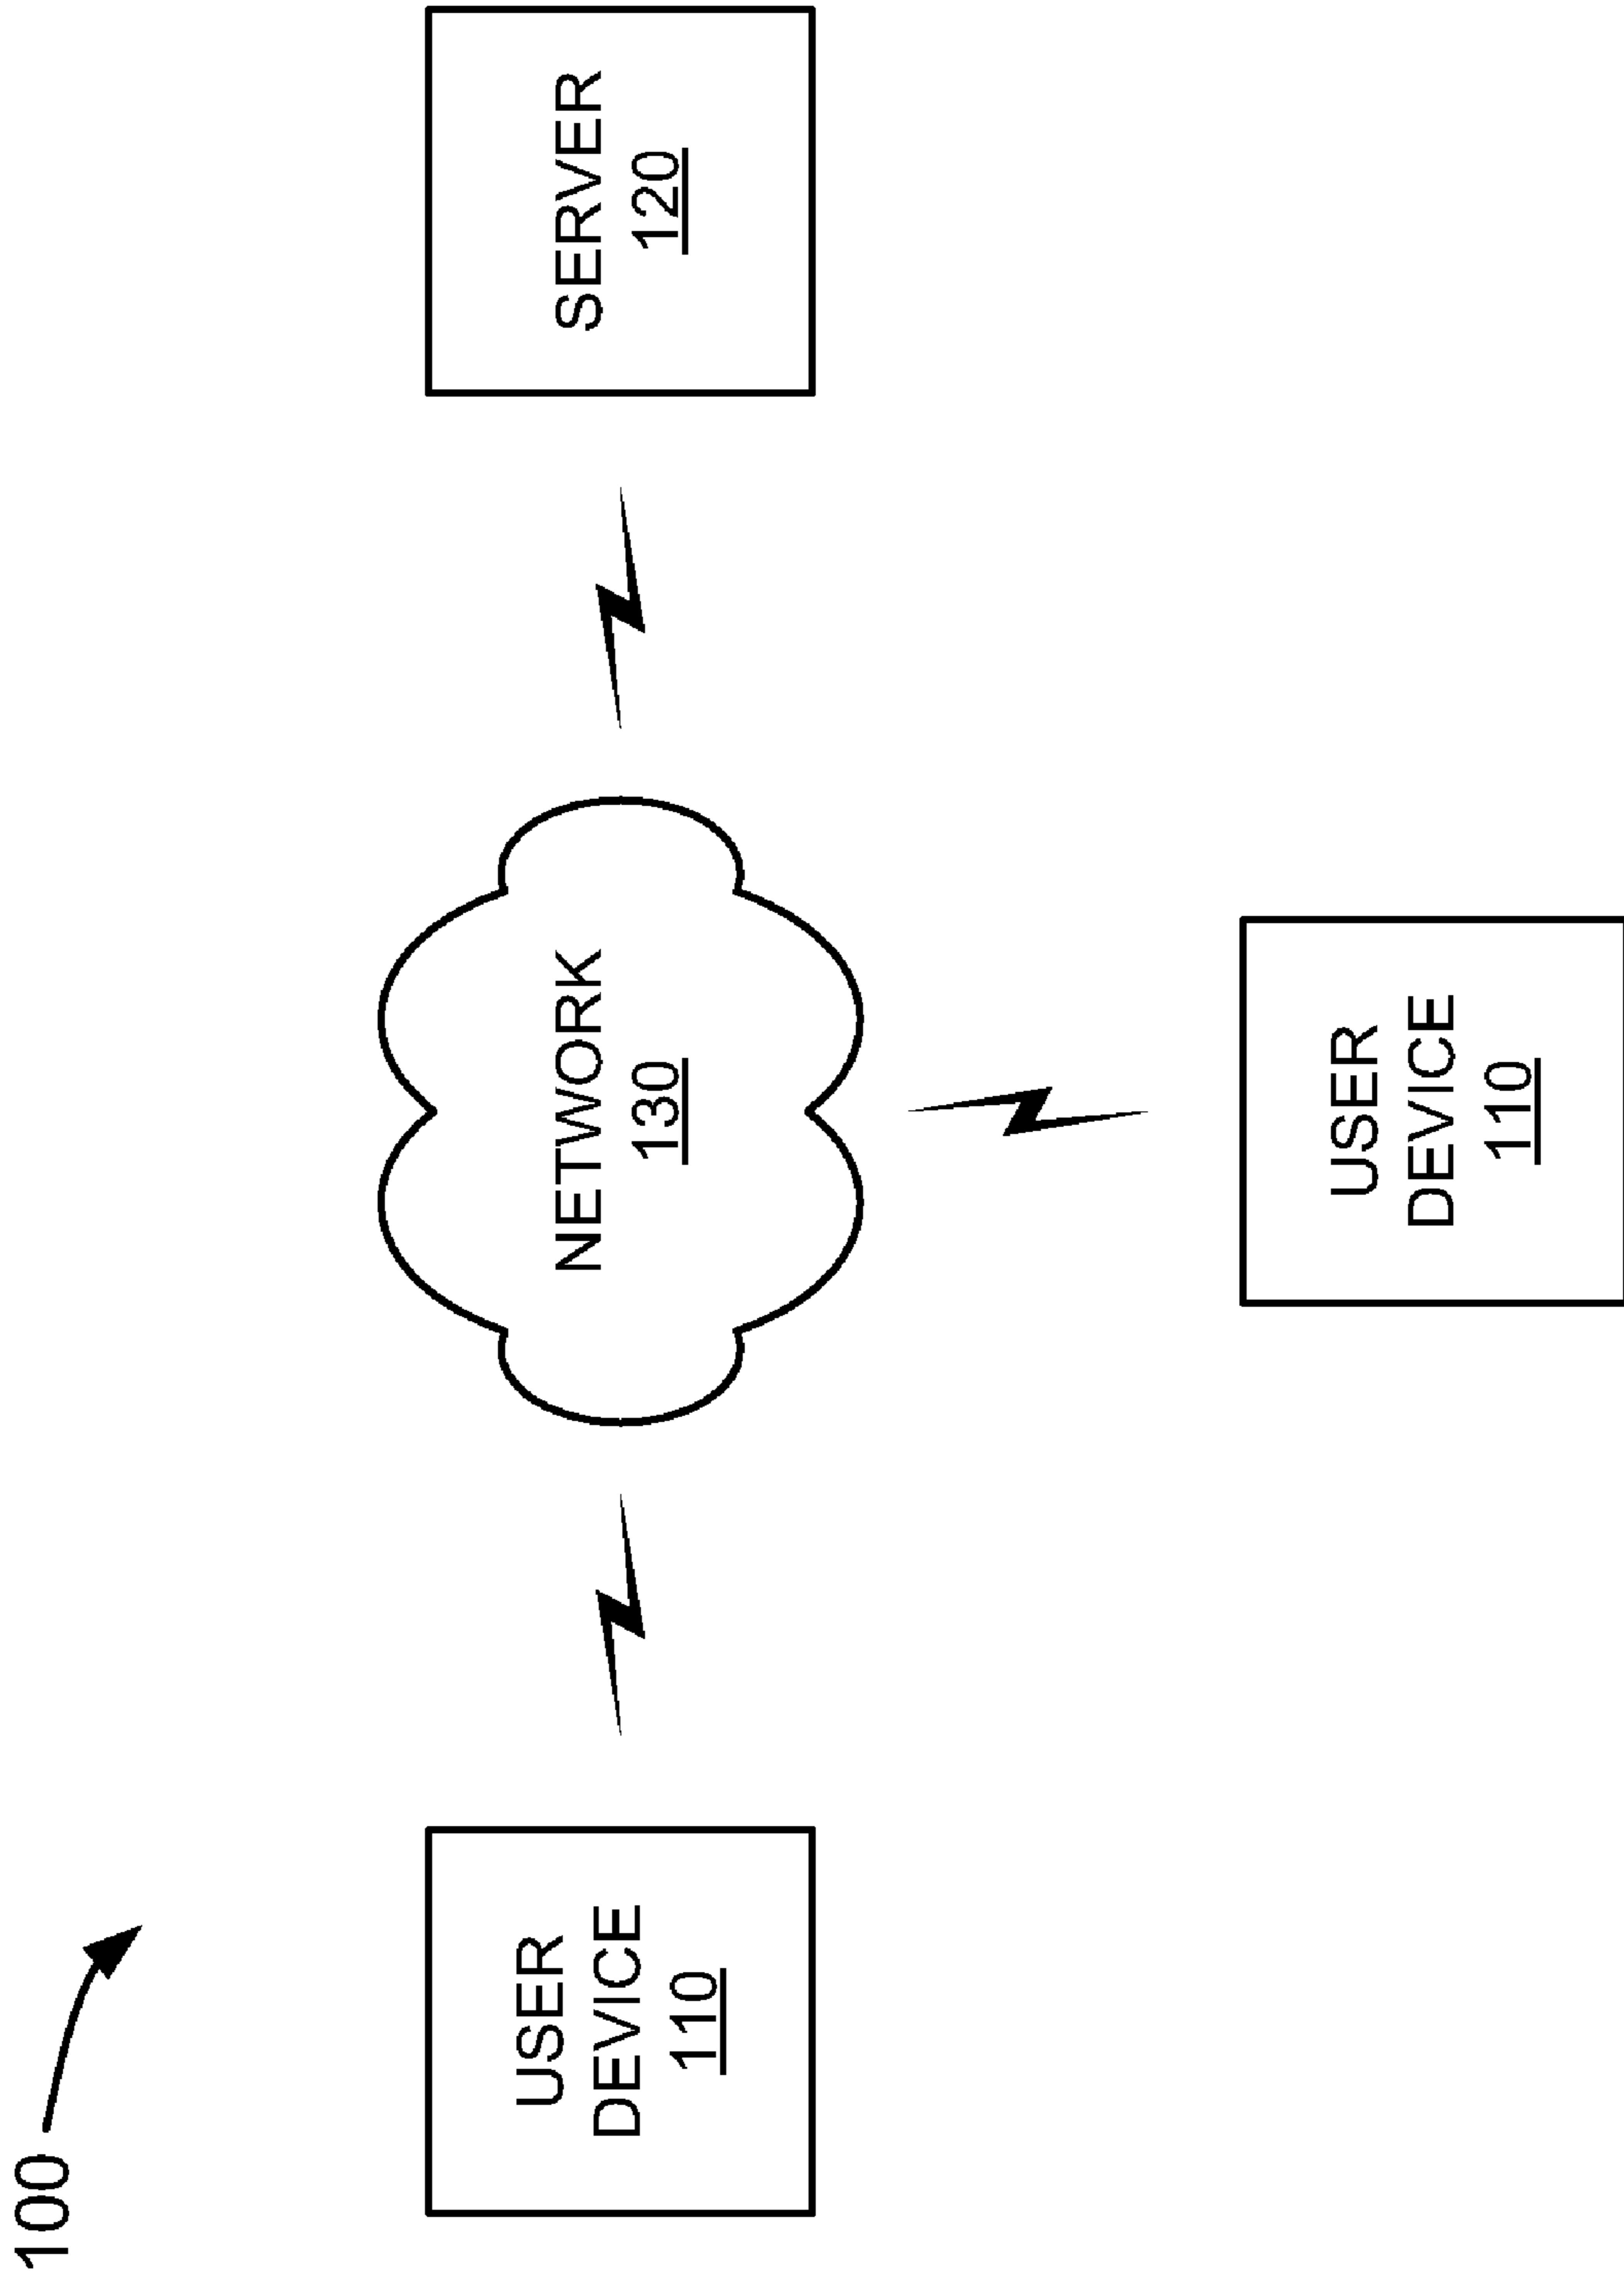 100
USER
DEVICE
110
NETWORK
130
SERVER
120
USER
DEVICE
110